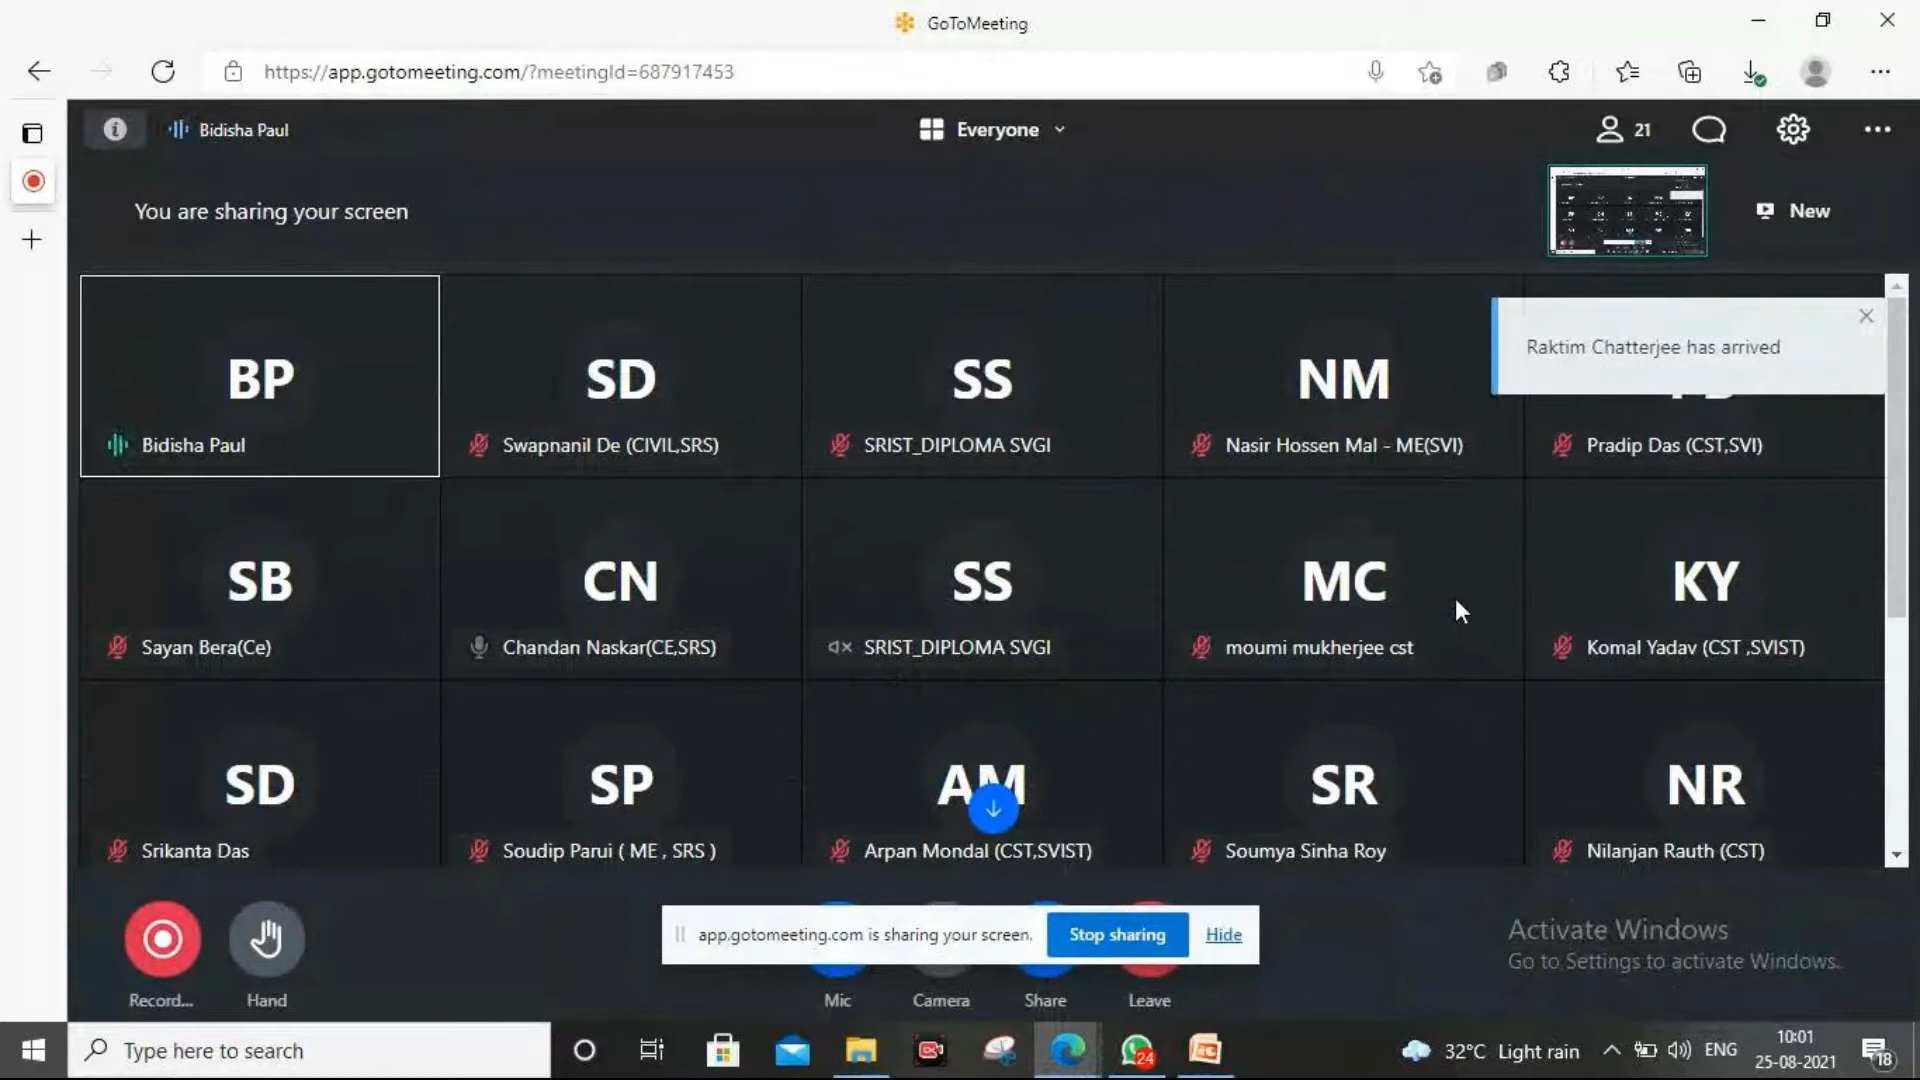 GoToMeeting
https://app.gotomeeting.com/?meetingId=687917453
Bidisha Paul
Everyone
21
You are sharing your screen
New
Raktim Chatterjee has arrived
BP
SD
SS
NM
Bidisha Paul
Swapnanil De (CIVIL,SRS)
SRIST_DIPLOMA SVGI
Nasir Hossen Mal - ME(SVI)
Pradip Das (CST,SVI)
SB
CN
SS
MC
KY
Sayan Bera(Ce)
Chandan Naskar(CE,SRS)
SRIST_DIPLOMA SVGI
moumi mukherjee cst
Komal Yadav (CST ,SVIST)
SD
SP
AM
SR
NR
Srikanta Das
Soudip Parui ( ME , SRS )
Arpan Mondal (CST,SVIST)
Soumya Sinha Roy
Nilanjan Rauth (CST)
app.gotomeeting.com is sharing your screen.
Stop sharing
Hide
Activate Windows
Go to Settings to activate Windows.
Record...
Hand
Mic
Camera
Share
Leave
Type here to search
24
32°C Light rain
ENG
10:01
25-08-2021
18